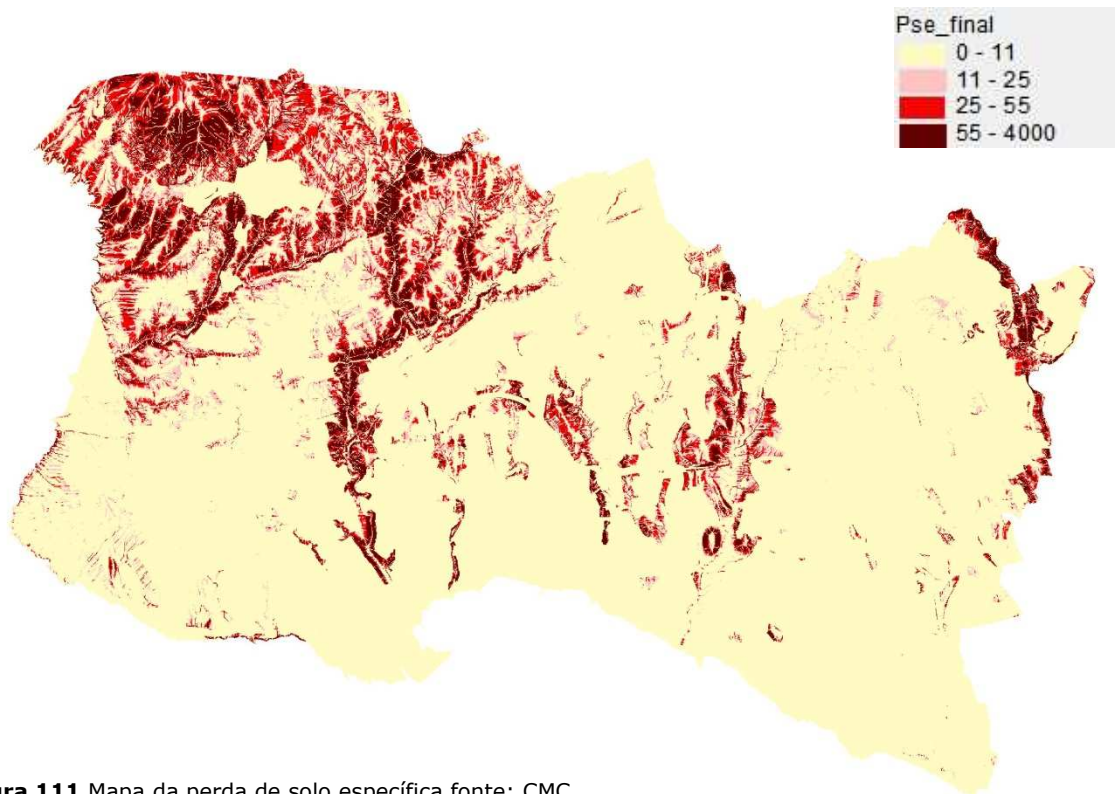 Pse_final
0 - 11
11 - 25
25 - 55
55 - 4000
ura 111 Mapa da perda de solo específica fonte: CMC